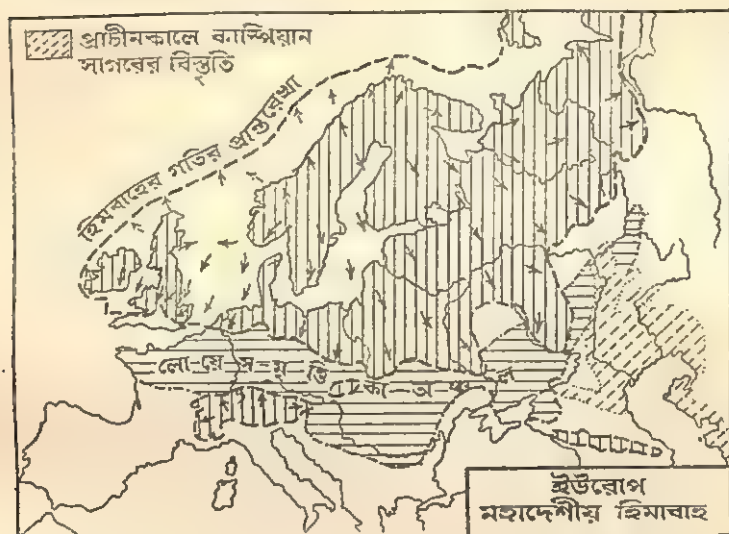 প্রাচীনকালে কাস্পিয়ান
সাগরের বিস্তৃতি
হিমবাহের গতির প্রান্তরেখা
লো-য়ে-স-মৃ-ত্তি-কা-অ-ঞ্চ-ল
ইউরোপ
মহাদেশীয় হিমবাহ